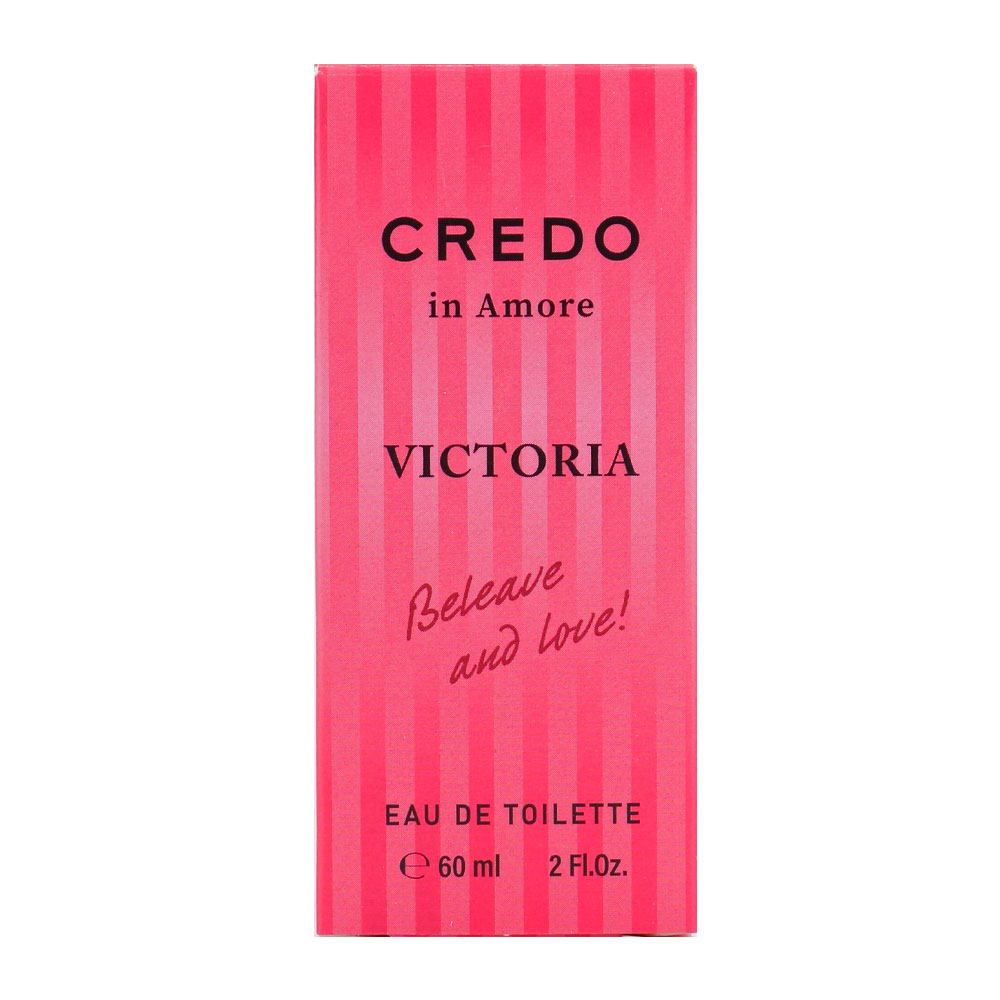 CREDO
in Amore
VICTORIA
Beleave
and love!
EAU DE TOILETTE
℮ 60 ml 2 Fl.Oz.